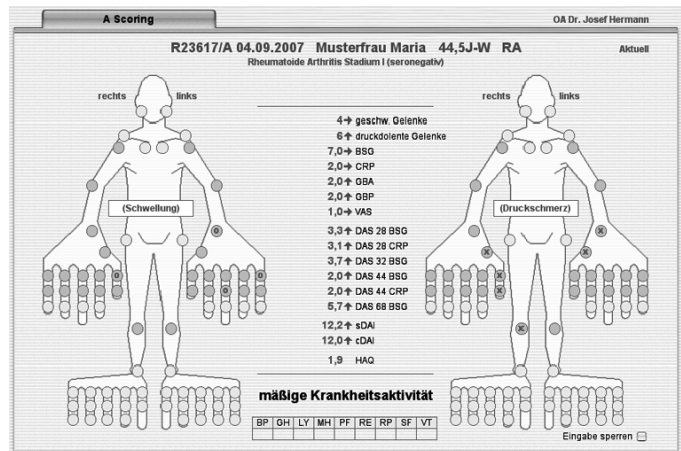 A Scoring
OA Dr. Josef Hermann
R23617/A 04.09.2007 Musterfrau Maria 44,5J-W RA
Aktuell
Rheumatoide Arthritis Stadium I (seronegativ)
rechts links
rechts links
4→ geschw. Gelenke
6↑ druckdolente Gelenke
7,0→ BSG
2,0→ CRP
2,0↑ GBA
2,0↑ GBP
1,0→ VAS
(Schwellung)
(Druckschmerz)
3,3↑ DAS 28 BSG
3,1↑ DAS 28 CRP
3,7↑ DAS 32 BSG
2,0↑ DAS 44 BSG
2,0↑ DAS 44 CRP
5,7↑ DAS 68 BSG
12,2↑ sDAI
12,0↑ cDAI
1,9 HAQ
mäßige Krankheitsaktivität
BP GH LY MH PF RE RP SF VT
Eingabe sperren